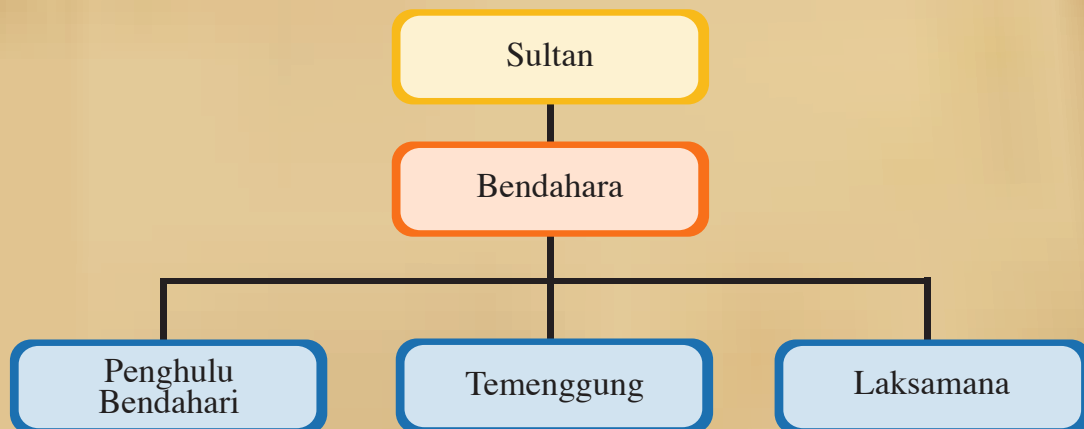 Sultan
Bendahara
Penghulu
Bendahari
Temenggung
Laksamana